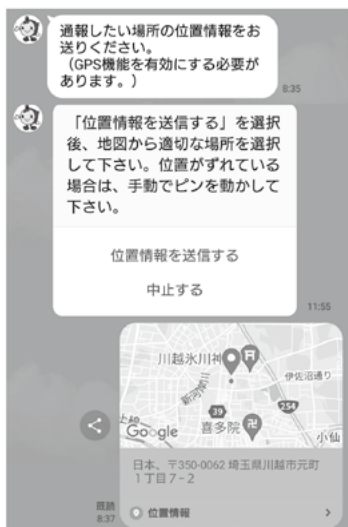 通報したい場所の位置情報をお
送りください。
（GPS機能を有効にする必要が
あります。）
8:35
「位置情報を送信する」を選択
後、地図から適切な場所を選択
して下さい。位置がずれている
場合は、手動でピンを動かして
下さい。
位置情報を送信する
中止する
11:55
川越氷川神
伊佐沼通り
新河岸川
39
254
喜多院
小仙
Google
日本、〒350-0062 埼玉県川越市元町
１丁目７−２
既読
8:37
位置情報